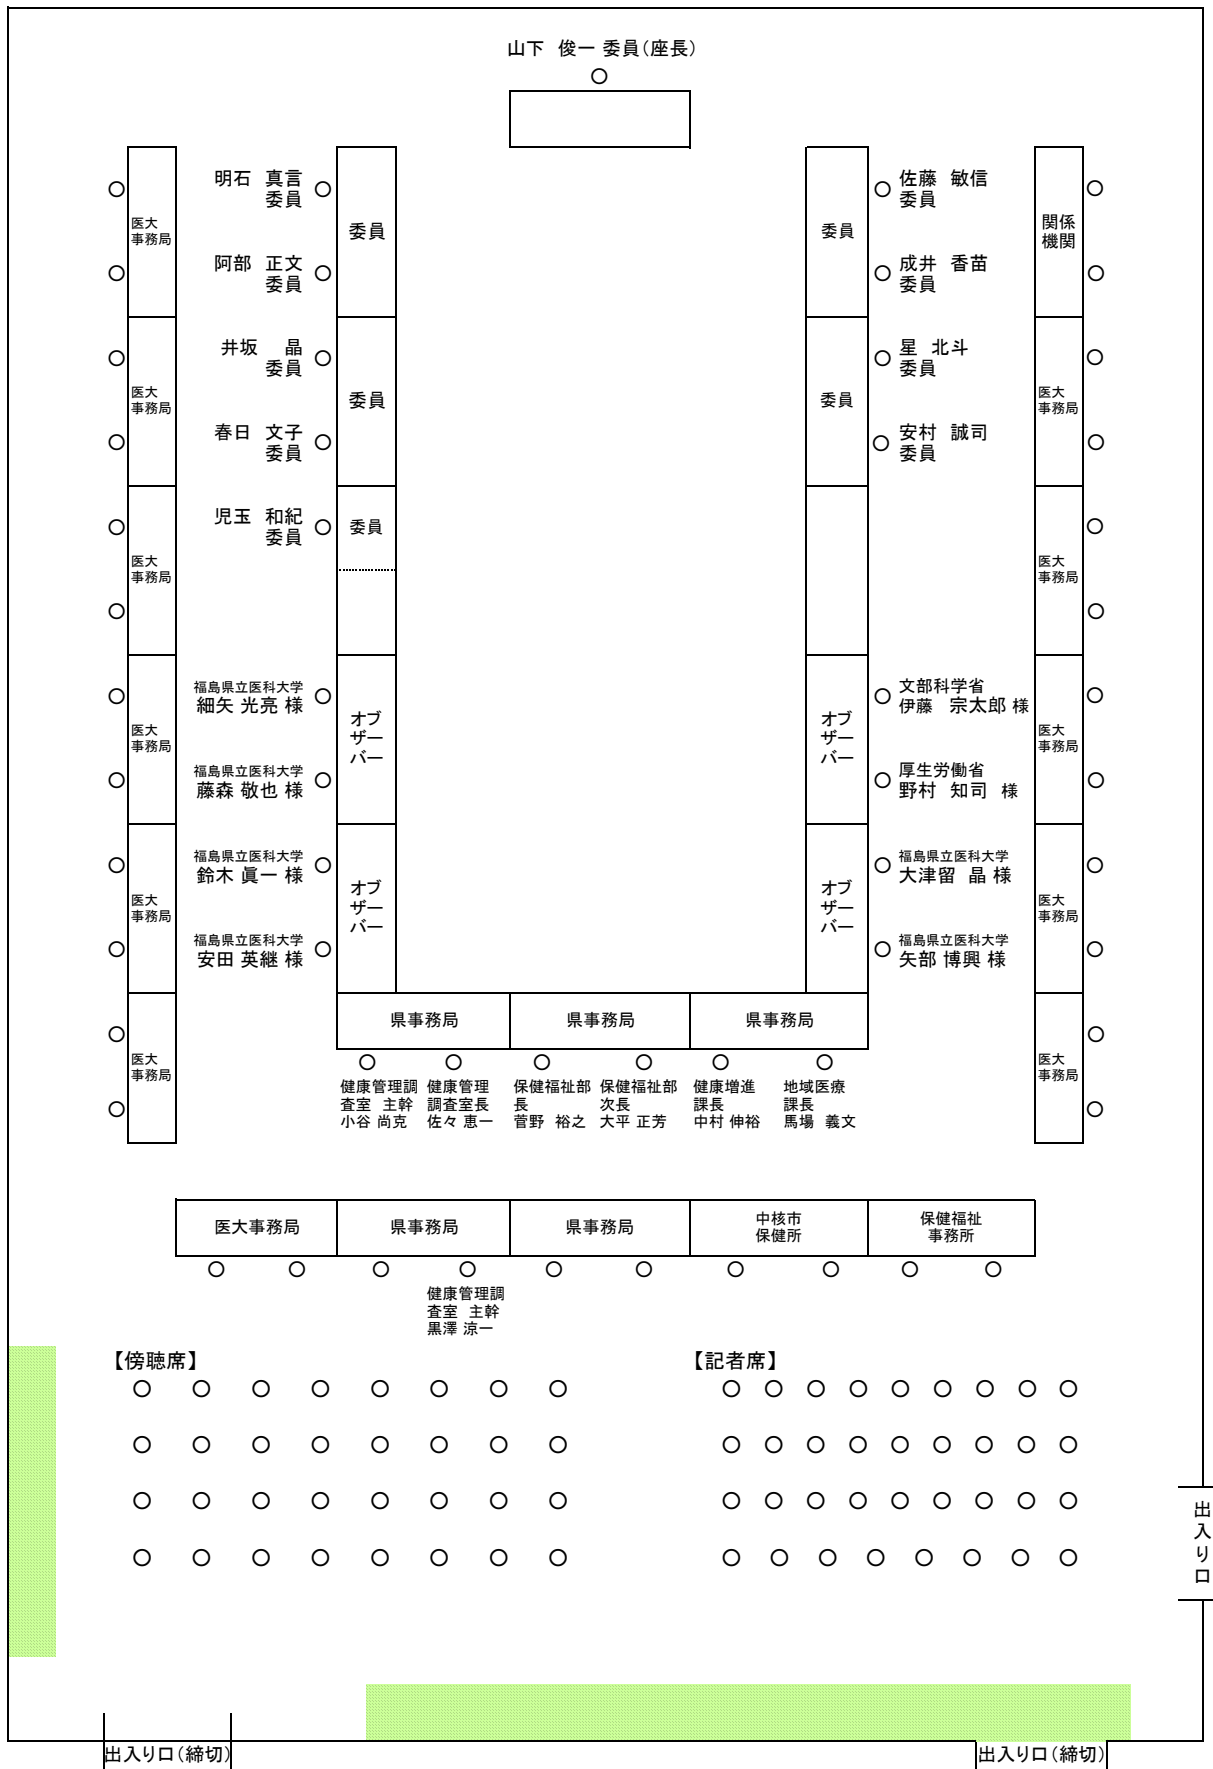 山下　俊一 委員（座長）
明石　真言
委員
阿部　正文
委員
井坂　晶
委員
春日　文子
委員
児玉　和紀
委員
福島県立医科大学
細矢 光亮 様
福島県立医科大学
藤森 敬也 様
福島県立医科大学
鈴木 眞一 様
福島県立医科大学
安田 英継 様
医大
事務局
医大
事務局
医大
事務局
医大
事務局
医大
事務局
医大
事務局
委員
委員
委員
オブ
ザー
バー
オブ
ザー
バー
委員
委員
オブ
ザー
バー
オブ
ザー
バー
佐藤　敏信
委員
成井　香苗
委員
星　北斗
委員
安村　誠司
委員
文部科学省
伊藤　宗太郎 様
厚生労働省
野村　知司　様
福島県立医科大学
大津留　晶 様
福島県立医科大学
矢部 博興 様
関係
機関
医大
事務局
医大
事務局
医大
事務局
医大
事務局
医大
事務局
県事務局
県事務局
県事務局
健康管理調
査室　主幹
小谷 尚克
健康管理
調査室長
佐々 恵一
保健福祉部
長
菅野　裕之
保健福祉部
次長
大平 正芳
健康増進
課長
中村 伸裕
地域医療
課長
馬場　義文
医大事務局
県事務局
県事務局
中核市
保健所
保健福祉
事務所
健康管理調
査室　主幹
黒澤 涼一
【傍聴席】
【記者席】
出入り口
出入り口（締切）
出入り口（締切）